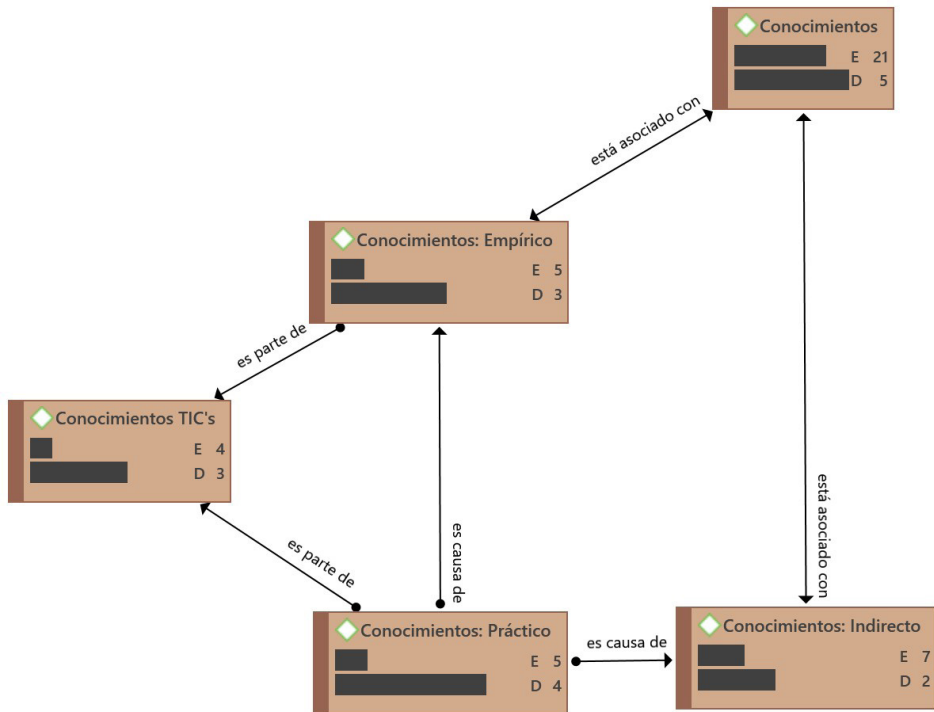 Conocimientos
E 21
D 5
está asociado con
Conocimientos: Empírico
E 5
D 3
es parte de
Conocimientos TIC's
E 4
D 3
es parte de
es causa de
está asociado con
Conocimientos: Práctico
E 5
D 4
es causa de
Conocimientos: Indirecto
E 7
D 2